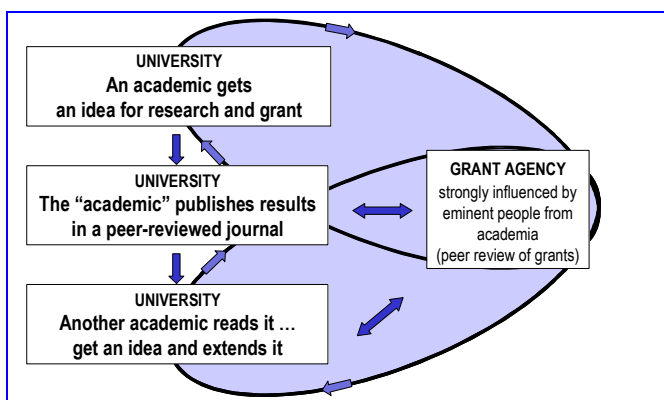 UNIVERSITY
An academic gets
an idea for research and grant
UNIVERSITY
The “academic” publishes results
in a peer-reviewed journal
UNIVERSITY
Another academic reads it …
get an idea and extends it
GRANT AGENCY
strongly influenced by
eminent people from
academia
(peer review of grants)